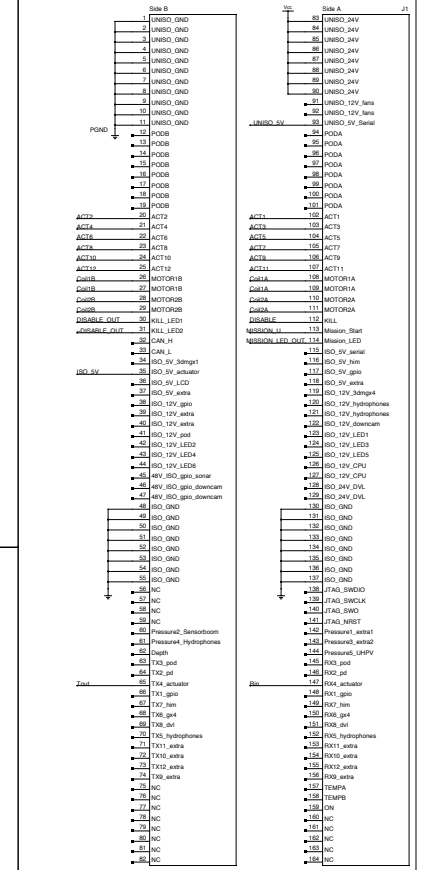 Side B
1 UNISO_GND
2 UNISO_GND
3 UNISO_GND
4 UNISO_GND
5 UNISO_GND
6 UNISO_GND
7 UNISO_GND
8 UNISO_GND
9 UNISO_GND
10 UNISO_GND
11 UNISO_GND
PGND
12 PODB
13 PODB
14 PODB
15 PODB
16 PODB
17 PODB
18 PODB
19 PODB
ACT2 20 ACT2
ACT4 21 ACT4
ACT6 22 ACT6
ACT8 23 ACT8
ACT10 24 ACT10
ACT12 25 ACT12
Coil1B 26 MOTOR1B
Coil1B 27 MOTOR1B
Coil2B 28 MOTOR2B
Coil2B 29 MOTOR2B
DISABLE_OUT 30 KILL_LED1
+DISABLE_OUT 31 KILL_LED2
32 CAN_H
33 CAN_L
34 ISO_5V_3dmgx1
ISO_5V 35 ISO_5V_actuator
36 ISO_5V_LCD
37 ISO_5V_extra
38 ISO_12V_gpio
39 ISO_12V_extra
40 ISO_12V_extra
41 ISO_12V_pod
42 ISO_12V_LED2
43 ISO_12V_LED4
44 ISO_12V_LED6
45 48V_ISO_gpio_sonar
46 48V_ISO_gpio_downcam
47 48V_ISO_gpio_downcam
48 ISO_GND
49 ISO_GND
50 ISO_GND
51 ISO_GND
52 ISO_GND
53 ISO_GND
54 ISO_GND
55 ISO_GND
56 NC
57 NC
58 NC
59 NC
60 Pressure2_Sensorboom
61 Pressure4_Hydrophones
62 Depth
63 TX3_pod
64 TX2_pd
Tout 65 TX4_actuator
66 TX1_gpio
67 TX7_him
68 TX6_gx4
69 TX8_dvl
70 TX5_hydrophones
71 TX11_extra
72 TX10_extra
73 TX12_extra
74 TX9_extra
75 NC
76 NC
77 NC
78 NC
79 NC
80 NC
81 NC
82 NC
Vcc Side A J1
83 UNISO_24V
84 UNISO_24V
85 UNISO_24V
86 UNISO_24V
87 UNISO_24V
88 UNISO_24V
89 UNISO_24V
90 UNISO_24V
91 UNISO_12V_fans
92 UNISO_12V_fans
UNISO_5V 93 UNISO_5V_Serial
94 PODA
95 PODA
96 PODA
97 PODA
98 PODA
99 PODA
100 PODA
101 PODA
ACT1 102 ACT1
ACT3 103 ACT3
ACT5 104 ACT5
ACT7 105 ACT7
ACT9 106 ACT9
ACT11 107 ACT11
Coil1A 108 MOTOR1A
Coil1A 109 MOTOR1A
Coil2A 110 MOTOR2A
Coil2A 111 MOTOR2A
DISABLE 112 KILL
MISSION_LI 113 Mission_Start
MISSION_LED_OUT 114 Mission_LED
115 ISO_5V_serial
116 ISO_5V_him
117 ISO_5V_gpio
118 ISO_5V_extra
119 ISO_12V_3dmgx4
120 ISO_12V_hydrophones
121 ISO_12V_hydrophones
122 ISO_12V_downcam
123 ISO_12V_LED1
124 ISO_12V_LED3
125 ISO_12V_LED5
126 ISO_12V_CPU
127 ISO_12V_CPU
128 ISO_24V_DVL
129 ISO_24V_DVL
130 ISO_GND
131 ISO_GND
132 ISO_GND
133 ISO_GND
134 ISO_GND
135 ISO_GND
136 ISO_GND
137 ISO_GND
138 JTAG_SWDIO
139 JTAG_SWCLK
140 JTAG_SWO
141 JTAG_NRST
142 Pressure1_extra1
143 Pressure3_extra2
144 Pressure5_UHPV
145 RX3_pod
146 RX2_pd
Rin 147 RX4_actuator
148 RX1_gpio
149 RX7_him
150 RX6_gx4
151 RX8_dvl
152 RX5_hydrophones
153 RX11_extra
154 RX10_extra
155 RX12_extra
156 RX9_extra
157 TEMPA
158 TEMPB
159 ON
160 NC
161 NC
162 NC
163 NC
164 NC